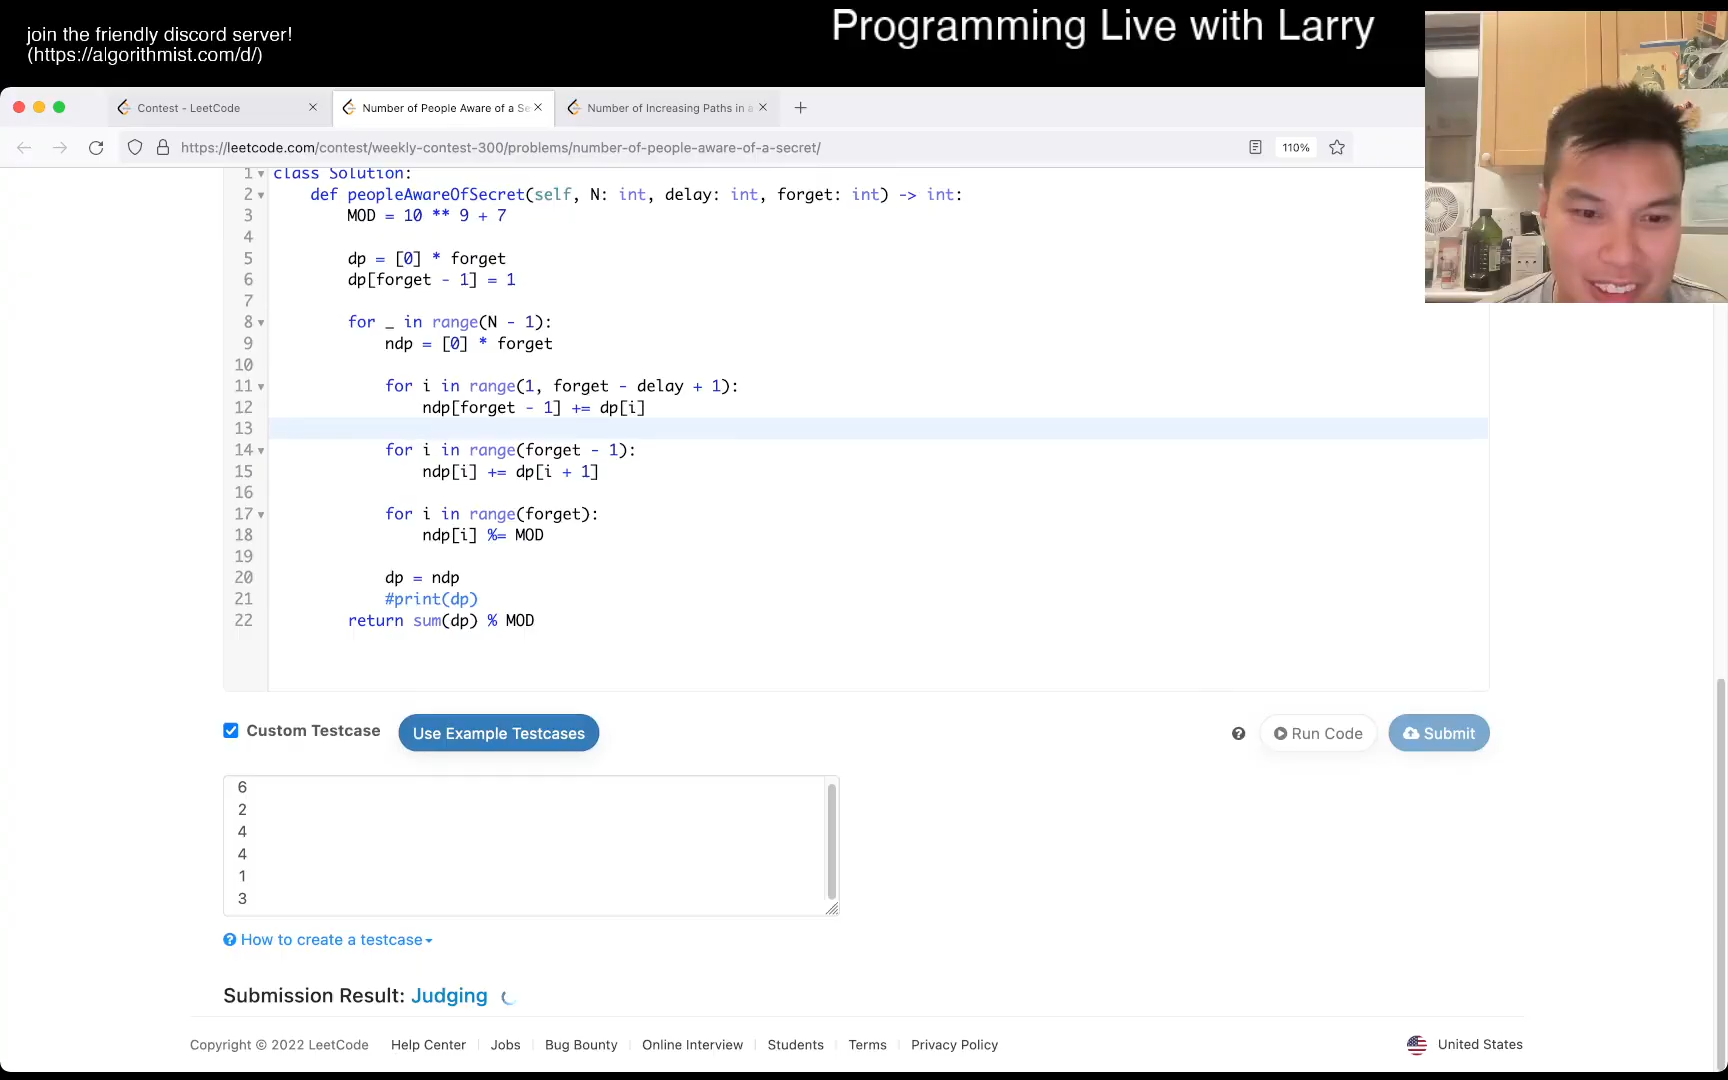 join the friendly discord server!
(https://algorithmist.com/d/)
Programming Live with Larry
Contest - LeetCode
Number of People Aware of a Se
Number of Increasing Paths in a
https://leetcode.com/contest/weekly-contest-300/problems/number-of-people-aware-of-a-secret/
110%
1 class Solution:
2 def peopleAwareOfSecret(self, N: int, delay: int, forget: int) -> int:
3 MOD = 10 ** 9 + 7
4
5 dp = [0] * forget
6 dp[forget - 1] = 1
7
8 for _ in range(N - 1):
9 ndp = [0] * forget
10
11 for i in range(1, forget - delay + 1):
12 ndp[forget - 1] += dp[i]
13
14 for i in range(forget - 1):
15 ndp[i] += dp[i + 1]
16
17 for i in range(forget):
18 ndp[i] %= MOD
19
20 dp = ndp
21 #print(dp)
22 return sum(dp) % MOD
Custom Testcase
Use Example Testcases
Run Code
Submit
6
2
4
4
1
3
How to create a testcase
Submission Result: Judging
Copyright © 2022 LeetCode
Help Center
Jobs
Bug Bounty
Online Interview
Students
Terms
Privacy Policy
United States